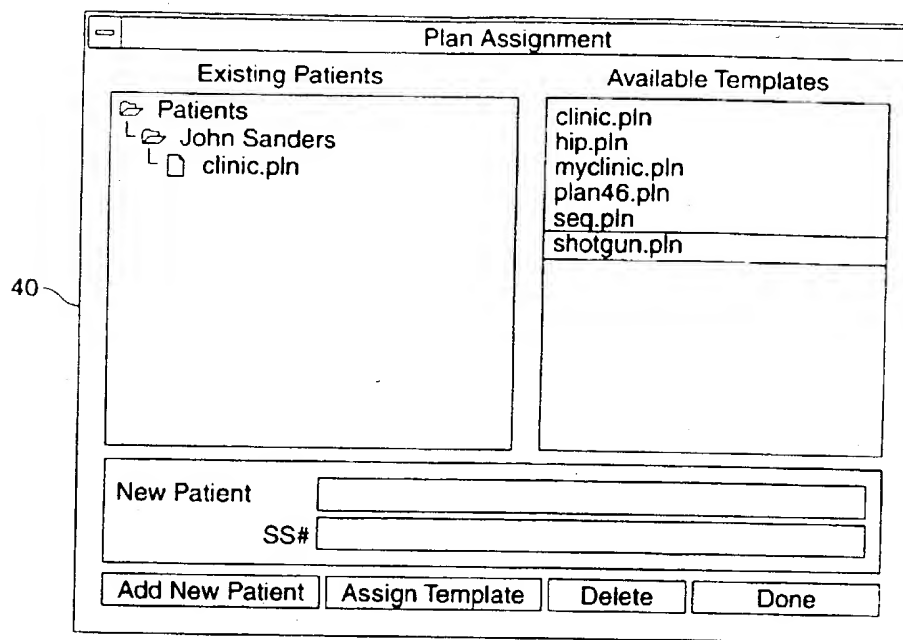 Plan Assignment
Existing Patients
Available Templates
Patients
John Sanders
clinic.pln
clinic.pln
hip.pln
myclinic.pln
plan46.pln
seq.pln
shotgun.pln
40
New Patient
SS#
Add New Patient
Assign Template
Delete
Done